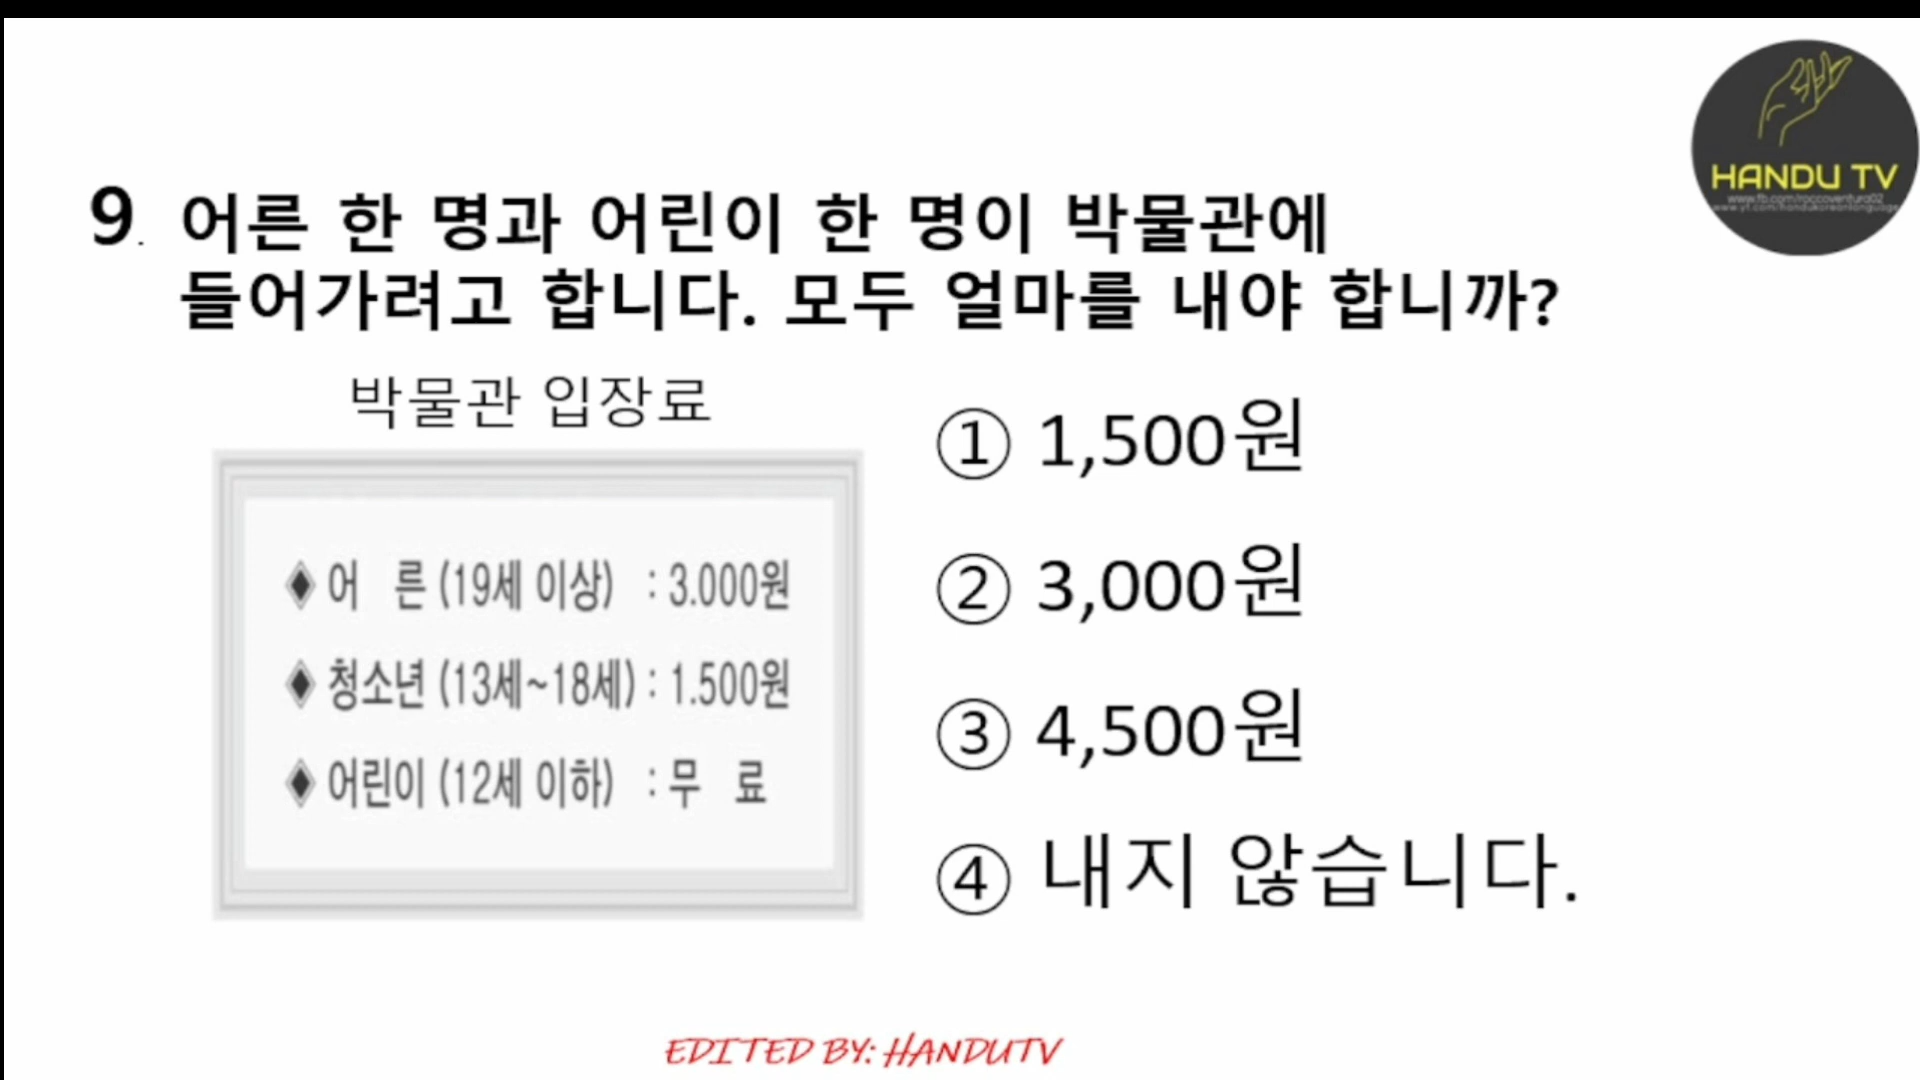 HANDU TV
www.fb.com/roccoventura02
9. 어른 한 명과 어린이 한 명이 박물관에
들어가려고 합니다. 모두 얼마를 내야 합니까?
박물관 입장료
◈ 어 른 (19세 이상) : 3.000원
◈ 청소년 (13세~18세) : 1.500원
◈ 어린이 (12세 이하) : 무 료
① 1,500원
② 3,000원
③ 4,500원
④ 내지 않습니다.
EDITED BY: HANDUTV